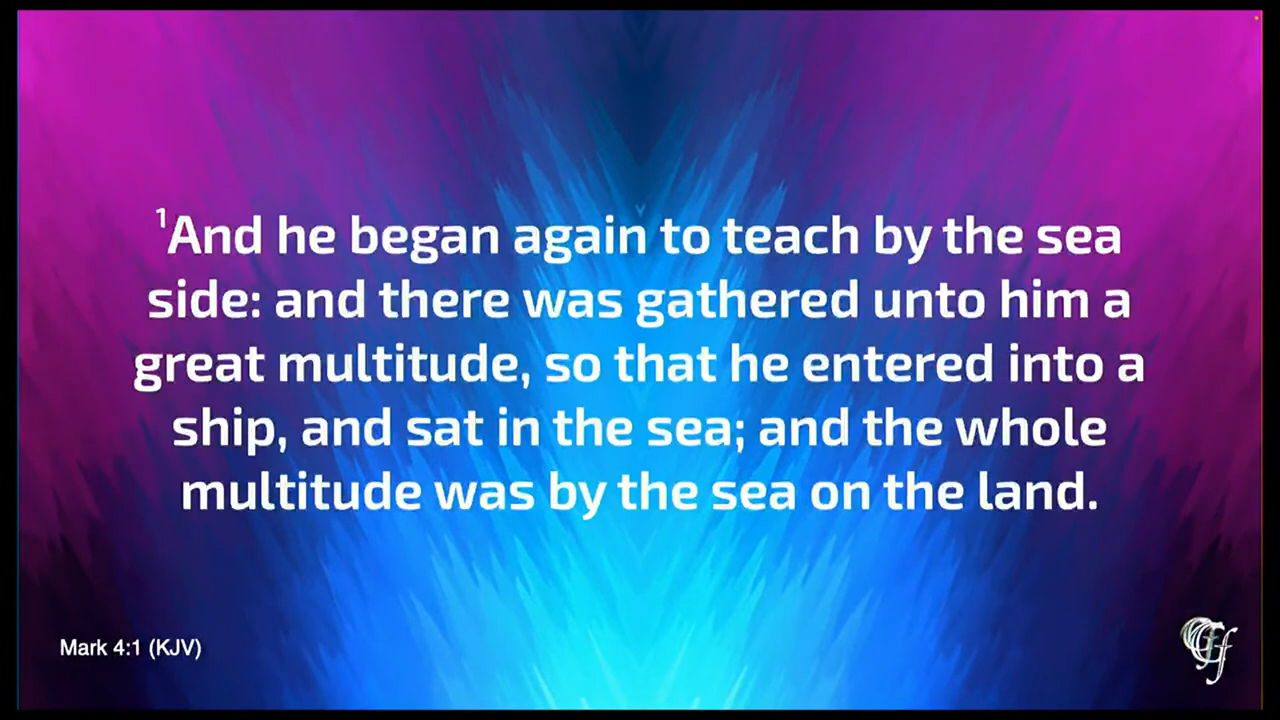 ¹And he began again to teach by the sea
side: and there was gathered unto him a
great multitude, so that he entered into a
ship, and sat in the sea; and the whole
multitude was by the sea on the land.
Mark 4:1 (KJV)